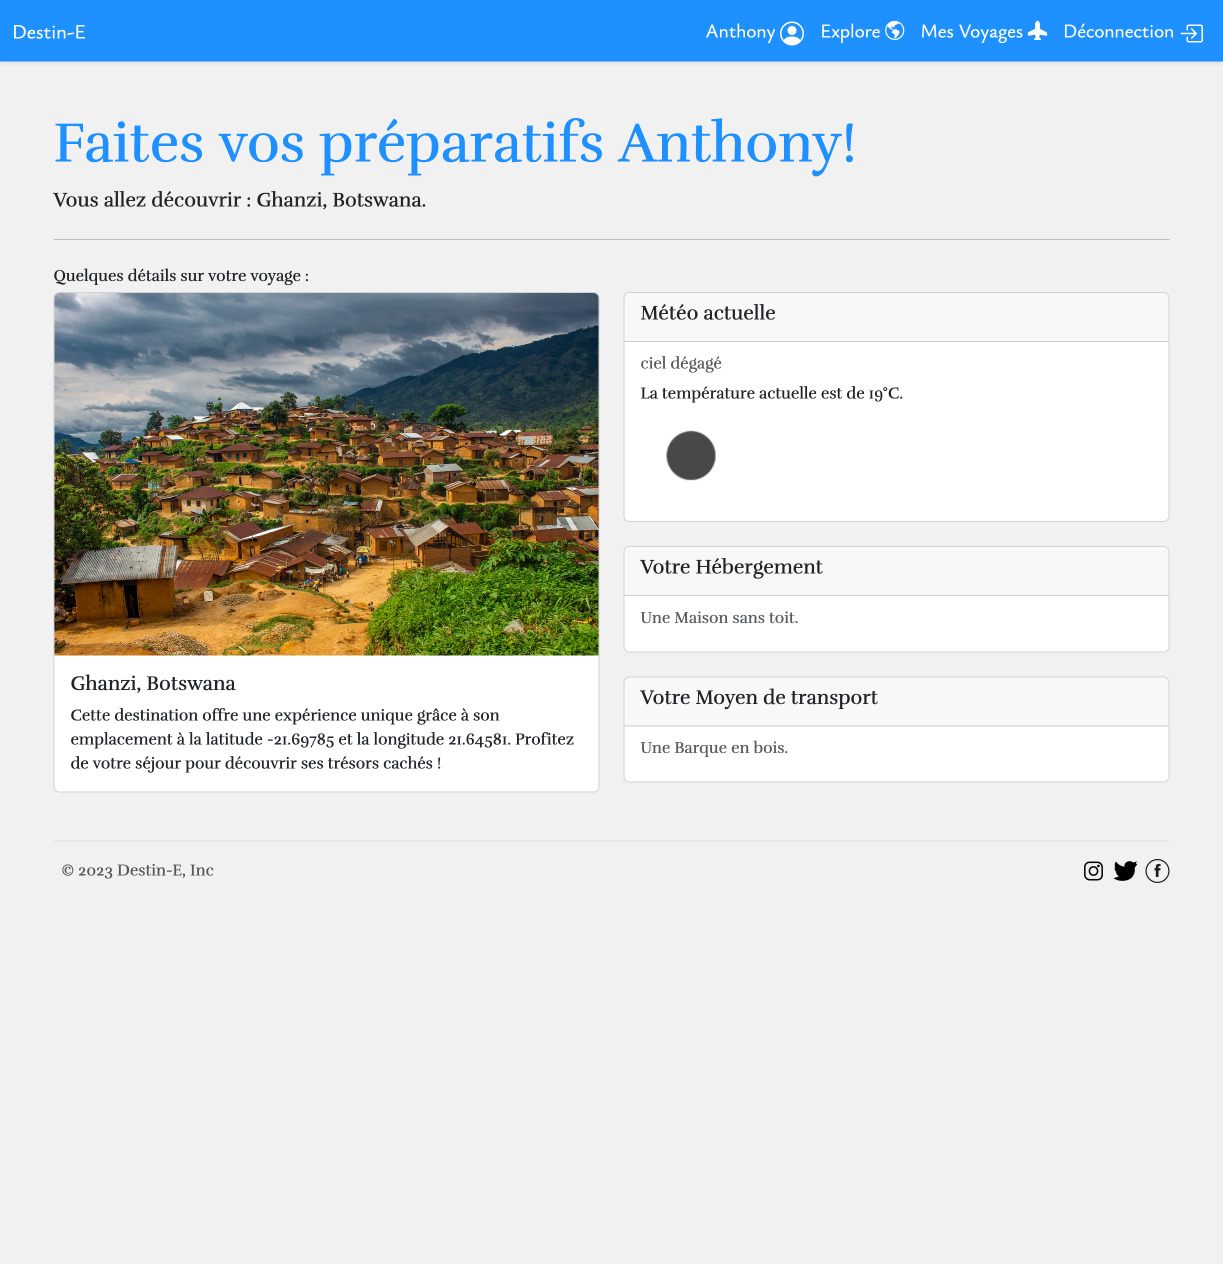 Destin-E
Anthony
Explore
Mes Voyages
Déconnection
Faites vos préparatifs Anthony!
Vous allez découvrir : Ghanzi, Botswana.
Quelques détails sur votre voyage :
Ghanzi, Botswana
Cette destination offre une expérience unique grâce à son
emplacement à la latitude -21.69785 et la longitude 21.64581. Profitez
de votre séjour pour découvrir ses trésors cachés !
Météo actuelle
ciel dégagé
La température actuelle est de 19°C.
Votre Hébergement
Une Maison sans toit.
Votre Moyen de transport
Une Barque en bois.
© 2023 Destin-E, Inc